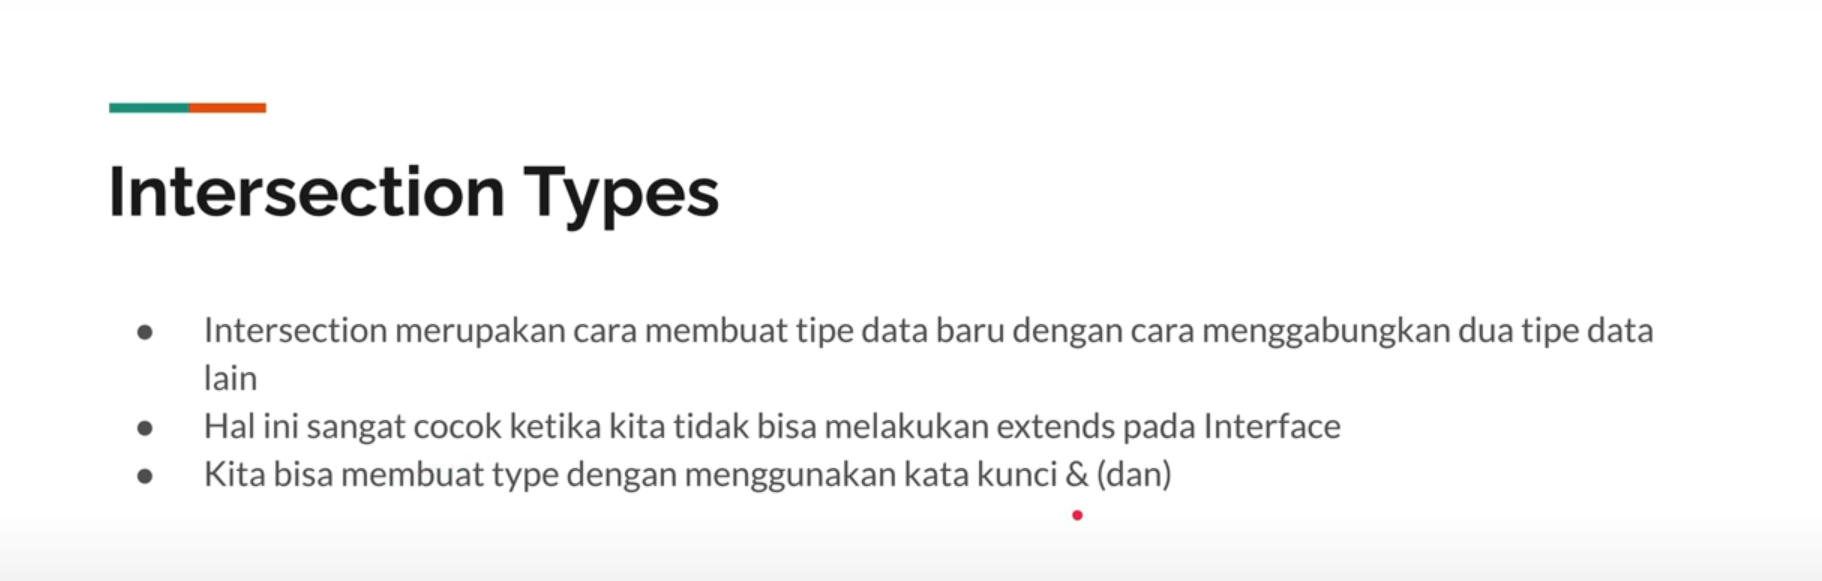 Intersection Types
● Intersection merupakan cara membuat tipe data baru dengan cara menggabungkan dua tipe data
lain
● Hal ini sangat cocok ketika kita tidak bisa melakukan extends pada Interface
● Kita bisa membuat type dengan menggunakan kata kunci & (dan)